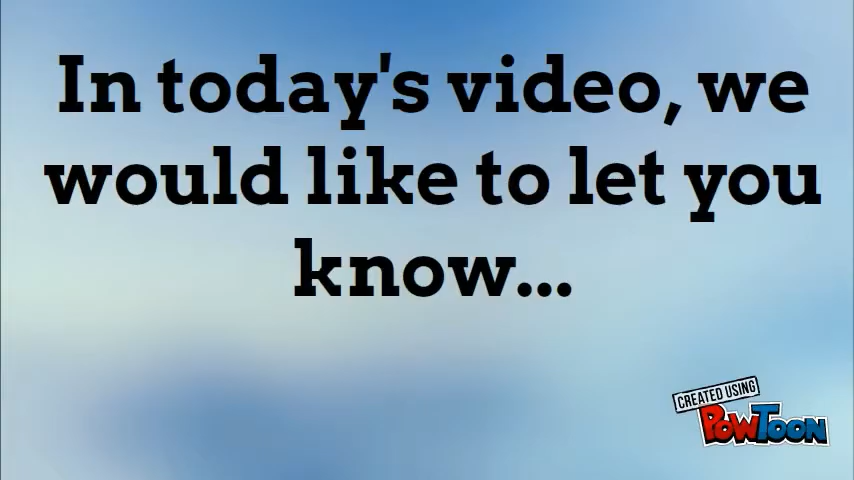 In today's video, we
would like to let you
know...
CREATED USING
POWTOON